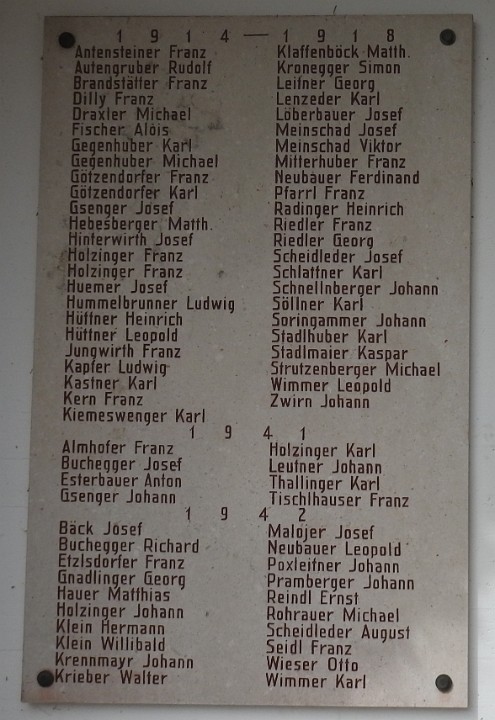 1914 — 1918
Antensteiner Franz
Autengruber Rudolf
Brandstätter Franz
Dilly Franz
Draxler Michael
Fischer Alois
Gegenhuber Karl
Gegenhuber Michael
Götzendorfer Franz
Götzendorfer Karl
Gsenger Josef
Hebesberger Matth.
Hinterwirth Josef
Holzinger Franz
Holzinger Franz
Huemer Josef
Hummelbrunner Ludwig
Hüttner Heinrich
Hüttner Leopold
Jungwirth Franz
Kapfer Ludwig
Kastner Karl
Kern Franz
Kiemeswenger Karl
Klaffenböck Matth.
Kronegger Simon
Leitner Georg
Lenzeder Karl
Löberbauer Josef
Meinschad Josef
Meinschad Viktor
Mitterhuber Franz
Neubauer Ferdinand
Pfarrl Franz
Radinger Heinrich
Riedler Franz
Riedler Georg
Scheidleder Josef
Schlattner Karl
Schnellnberger Johann
Söllner Karl
Soringammer Johann
Stadlhuber Karl
Stadlmaier Kaspar
Strutzenberger Michael
Wimmer Leopold
Zwirn Johann
1941
Almhofer Franz
Buchegger Josef
Esterbauer Anton
Gsenger Johann
Holzinger Karl
Leutner Johann
Thallinger Karl
Tischlhauser Franz
1942
Bäck Josef
Buchegger Richard
Etzlsdorfer Franz
Gnadlinger Georg
Hauer Matthias
Holzinger Johann
Klein Hermann
Klein Willibald
Krennmayr Johann
Krieber Walter
Malojer Josef
Neubauer Leopold
Poxleitner Johann
Pramberger Johann
Reindl Ernst
Rohrauer Michael
Scheidleder August
Seidl Franz
Wieser Otto
Wimmer Karl